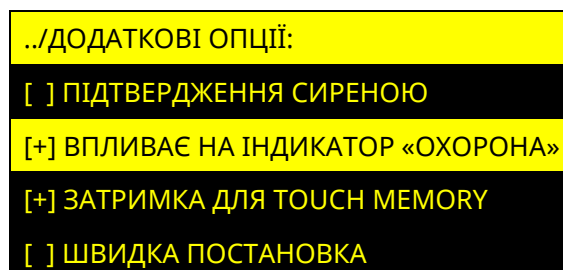 ../ДОДАТКОВІ ОПЦІЇ:
[ ] ПІДТВЕРДЖЕННЯ СИРЕНОЮ
[+] ВПЛИВАЄ НА ІНДИКАТОР «ОХОРОНА»
[+] ЗАТРИМКА ДЛЯ TOUCH MEMORY
[ ] ШВИДКА ПОСТАНОВКА